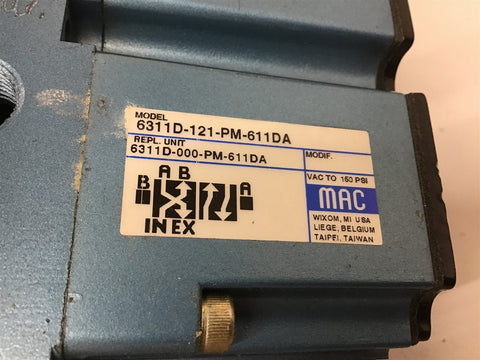 MODEL
6311D-121-PM-611DA
REPL. UNIT
6311D-000-PM-611DA
MODIF.
VAC TO 150 PSI
A B
B A
IN EX
MAC
WIXOM, MI USA
LIEGE, BELGIUM
TAIPEI, TAIWAN